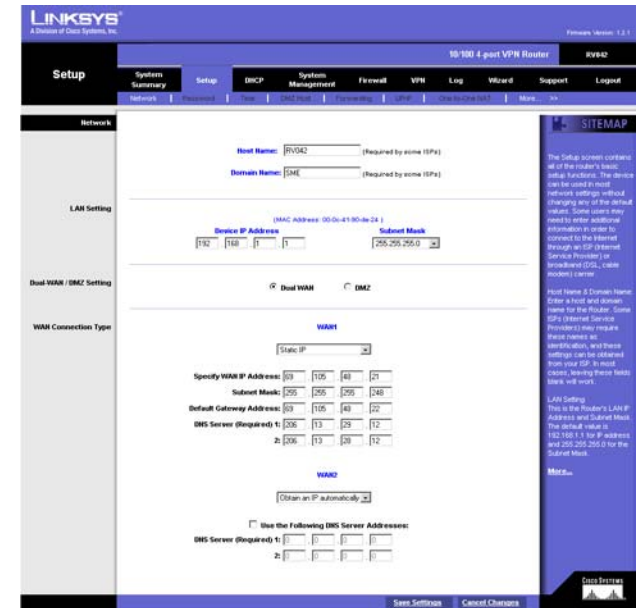 LINKSYS®
A Division of Cisco Systems, Inc.
Firmware Version: 1.2.1
10/100 4-port VPN Router
RV042
Setup
System Summary
Setup
DHCP
System Management
Firewall
VPN
Log
Wizard
Support
Logout
Network | Password | Time | DMZ Host | Forwarding | UPnP | One-to-One NAT | More... >>
Network
SITEMAP
Host Name: RV042 (Required by some ISPs)
Domain Name: SME (Required by some ISPs)
LAN Setting
(MAC Address: 00-0c-41-90-de-24 )
Device IP Address
Subnet Mask
192 . 168 . 1 . 1
255.255.255.0
Dual-WAN / DMZ Setting
Dual WAN
DMZ
WAN Connection Type
WAN1
Static IP
Specify WAN IP Address: 69 . 105 . 48 . 21
Subnet Mask: 255 . 255 . 255 . 248
Default Gateway Address: 69 . 105 . 48 . 22
DNS Server (Required) 1: 206 . 13 . 29 . 12
2: 206 . 13 . 28 . 12
WAN2
Obtain an IP automatically
Use the Following DNS Server Addresses:
DNS Server (Required) 1: 0 . 0 . 0 . 0
2: 0 . 0 . 0 . 0
The Setup screen contains
all of the router's basic
setup functions. The device
can be used in most
network settings without
changing any of the default
values. Some users may
need to enter additional
information in order to
connect to the Internet
through an ISP (Internet
Service Provider) or
broadband (DSL, cable
modem) carrier.
Host Name & Domain Name:
Enter a host and domain
name for the Router. Some
ISPs (Internet Service
Providers) may require
these names as
identification, and these
settings can be obtained
from your ISP. In most
cases, leaving these fields
blank will work.
LAN Setting
This is the Router's LAN IP
Address and Subnet Mask.
The default value is
192.168.1.1 for IP address
and 255.255.255.0 for the
Subnet Mask.
More...
Save Settings
Cancel Changes
CISCO SYSTEMS